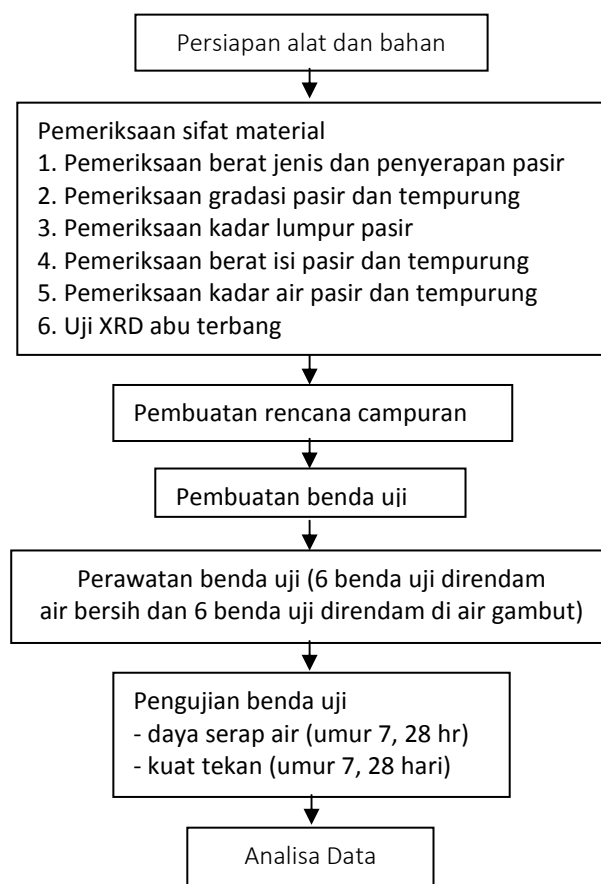 Persiapan alat dan bahan
Pemeriksaan sifat material
1. Pemeriksaan berat jenis dan penyerapan pasir
2. Pemeriksaan gradasi pasir dan tempurung
3. Pemeriksaan kadar lumpur pasir
4. Pemeriksaan berat isi pasir dan tempurung
5. Pemeriksaan kadar air pasir dan tempurung
6. Uji XRD abu terbang
Pembuatan rencana campuran
Pembuatan benda uji
Perawatan benda uji (6 benda uji direndam
air bersih dan 6 benda uji direndam di air gambut)
Pengujian benda uji
- daya serap air (umur 7, 28 hr)
- kuat tekan (umur 7, 28 hari)
Analisa Data